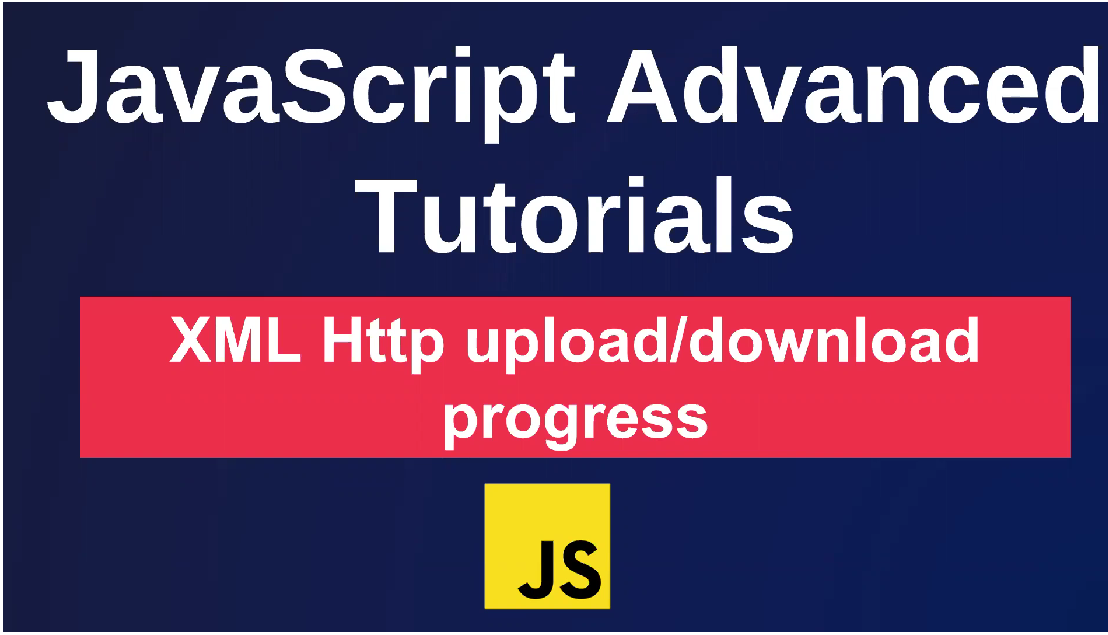 JavaScript Advanced
Tutorials
XML Http upload/download
progress
JS